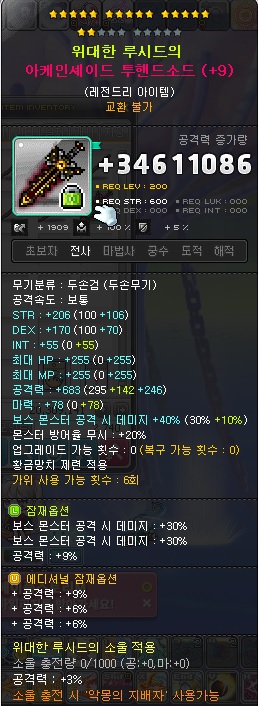 위대한 루시드의
아케인셰이드 투핸드소드 (+9)
(레전드리 아이템)
교환 불가
공격력 증가량
+34611086
REQ LEV : 200
REQ STR : 600
REQ LUK : 000
REQ DEX : 000
REQ INT : 000
+ 1909 + 100 % + 5 %
초보자 전사 마법사 궁수 도적 해적
무기분류 : 두손검 (두손무기)
공격속도 : 보통
STR : +206 (100 +106)
DEX : +170 (100 +70)
INT : +55 (0 +55)
최대 HP : +255 (0 +255)
최대 MP : +255 (0 +255)
공격력 : +683 (295 +142 +246)
마력 : +78 (0 +78)
보스 몬스터 공격 시 데미지 +40% (30% +10%)
몬스터 방어율 무시 : +20%
업그레이드 가능 횟수 : 0 (복구 가능 횟수 : 0)
황금망치 제련 적용
가위 사용 가능 횟수 : 6회
잠재옵션
보스 몬스터 공격 시 데미지 : +30%
보스 몬스터 공격 시 데미지 : +30%
공격력 : +9%
에디셔널 잠재옵션
+ 공격력 : +9%
+ 공격력 : +6%
+ 공격력 : +6%
위대한 루시드의 소울 적용
소울 충전량 0/1000 (공:+0,마:+0)
공격력 : +3%
소울 충전 시 '악몽의 지배자' 사용가능